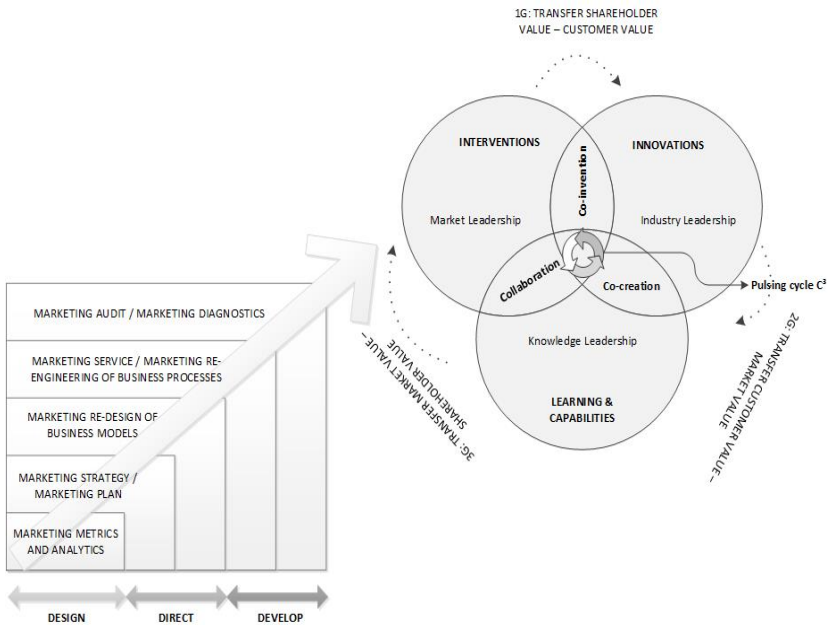 1G: TRANSFER SHAREHOLDER
VALUE – CUSTOMER VALUE
INTERVENTIONS
INNOVATIONS
Co-invention
Market Leadership
Industry Leadership
Collaboration
Co-creation
Pulsing cycle C³
Knowledge Leadership
LEARNING &
CAPABILITIES
2G: TRANSFER CUSTOMER VALUE –
MARKET VALUE
3G: TRANSFER MARKET VALUE –
SHAREHOLDER VALUE
MARKETING AUDIT / MARKETING DIAGNOSTICS
MARKETING SERVICE / MARKETING RE-
ENGINEERING OF BUSINESS PROCESSES
MARKETING RE-DESIGN OF
BUSINESS MODELS
MARKETING STRATEGY /
MARKETING PLAN
MARKETING METRICS
AND ANALYTICS
DESIGN
DIRECT
DEVELOP